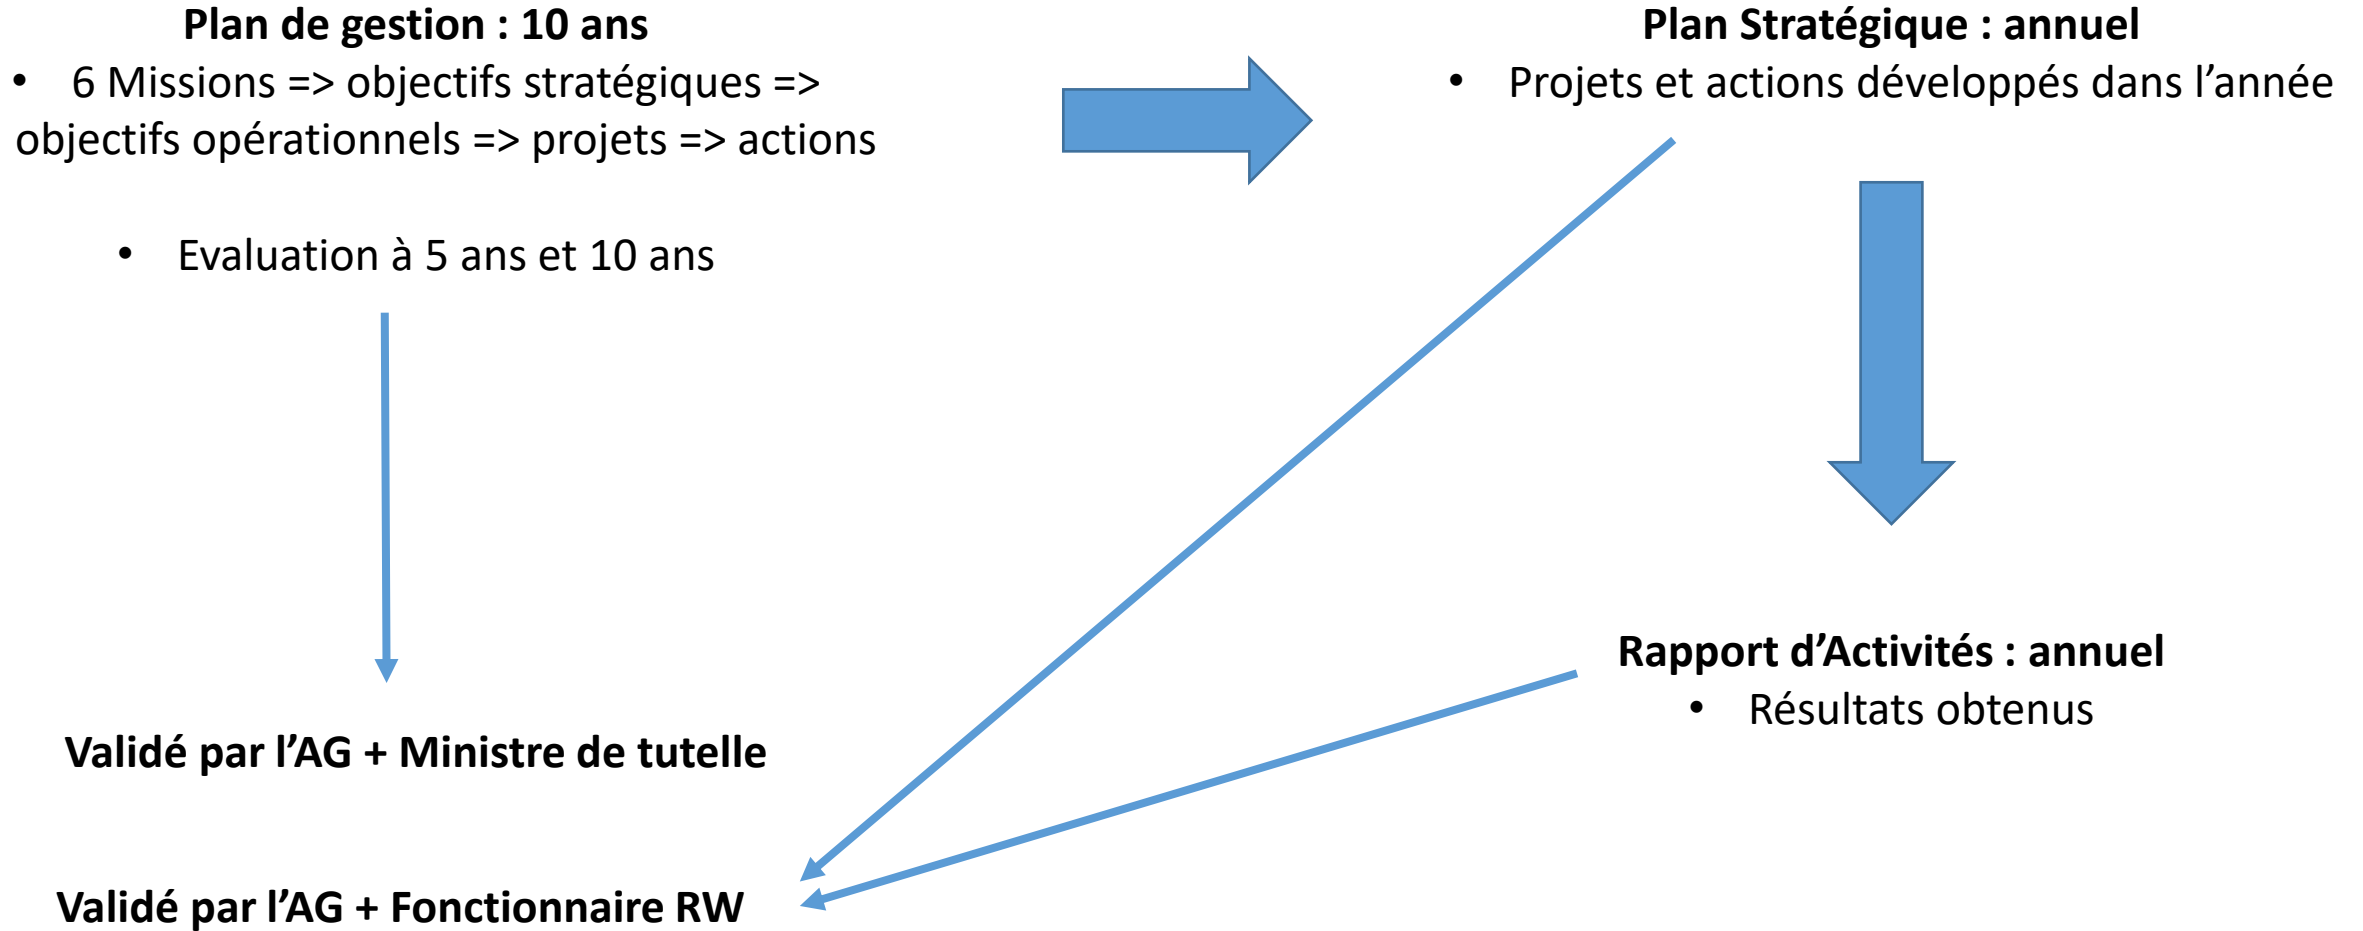 Plan de gestion : 10 ans
• 6 Missions => objectifs stratégiques =>
objectifs opérationnels => projets => actions
• Evaluation à 5 ans et 10 ans
Plan Stratégique : annuel
• Projets et actions développés dans l’année
Rapport d’Activités : annuel
• Résultats obtenus
Validé par l’AG + Ministre de tutelle
Validé par l’AG + Fonctionnaire RW